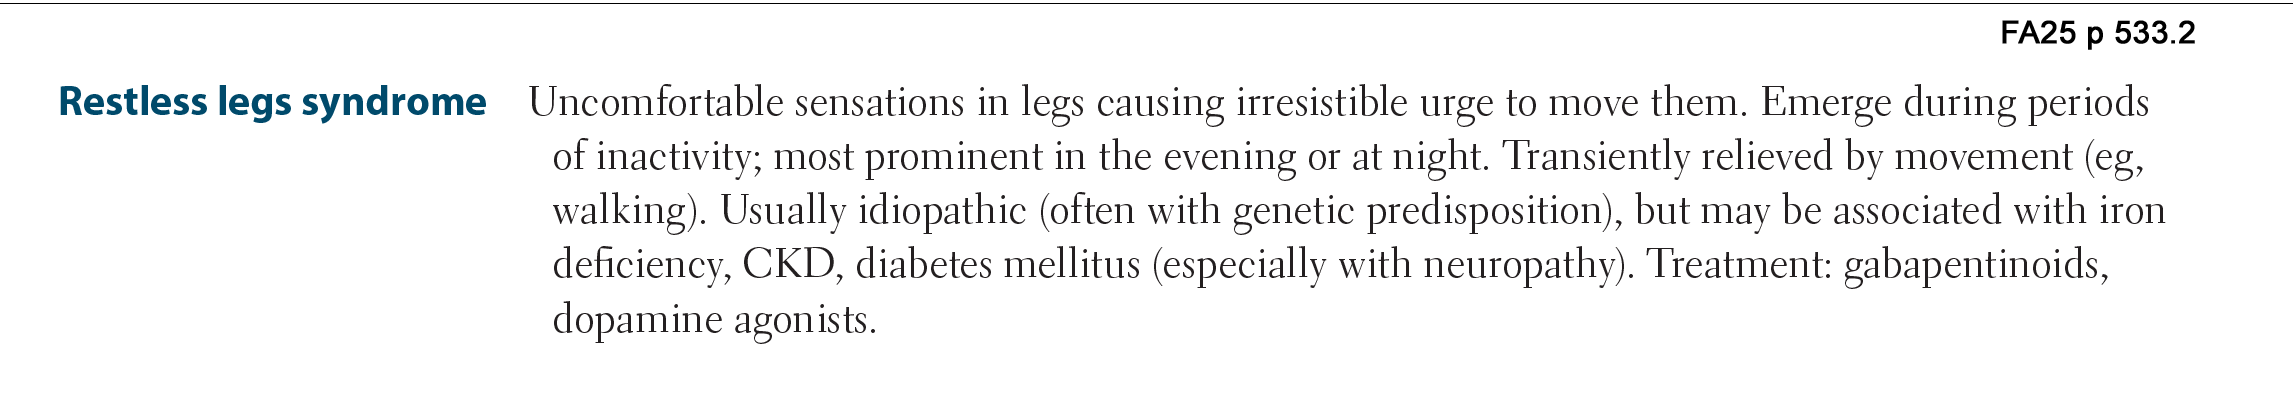 FA25 p 533.2
Restless legs syndrome Uncomfortable sensations in legs causing irresistible urge to move them. Emerge during periods
of inactivity; most prominent in the evening or at night. Transiently relieved by movement (eg,
walking). Usually idiopathic (often with genetic predisposition), but may be associated with iron
deficiency, CKD, diabetes mellitus (especially with neuropathy). Treatment: gabapentinoids,
dopamine agonists.